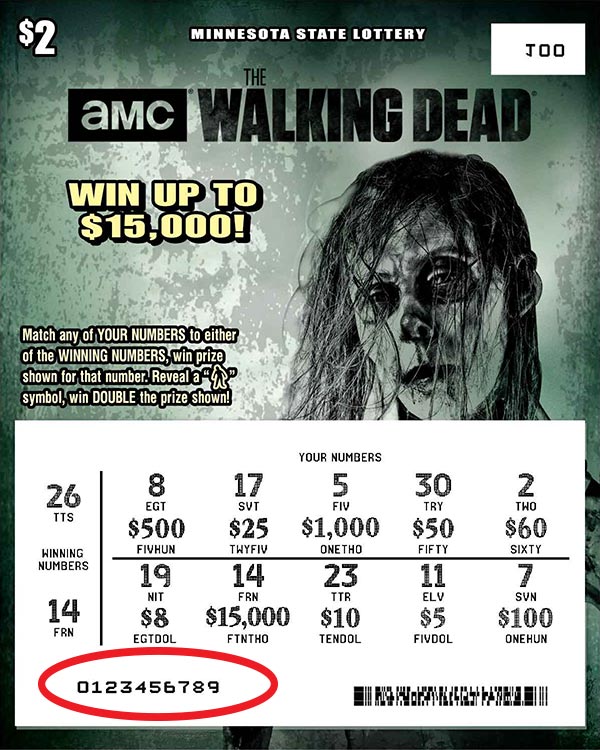 $2
MINNESOTA STATE LOTTERY
JOO
THE
aMC WALKING DEAD
WIN UP TO
$15,000!
Match any of YOUR NUMBERS to either
of the WINNING NUMBERS, win prize
shown for that number. Reveal a “ ”
symbol, win DOUBLE the prize shown!
YOUR NUMBERS
26
TTS
WINNING
NUMBERS
14
FRN
8 17 5 30 2
EGT SVT FIV TRY TWO
$500 $25 $1,000 $50 $60
FIVHUN TWYFIV ONETHO FIFTY SIXTY
19 14 23 11 7
NIT FRN TTR ELV SVN
$8 $15,000 $10 $5 $100
EGTDOL FTNTHO TENDOL FIVDOL ONEHUN
0123456789